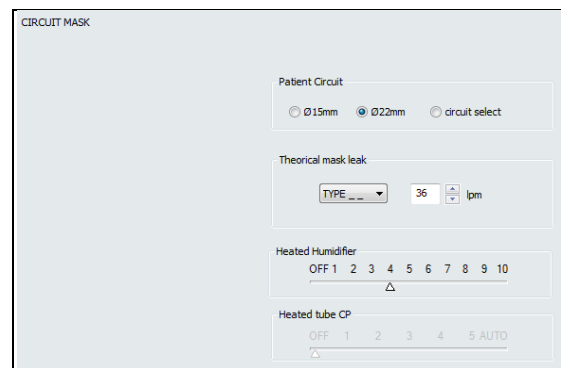 CIRCUIT MASK
Patient Circuit
Ø15mm Ø22mm circuit select
Theorical mask leak
TYPE _ _ 36 lpm
Heated Humidifier
OFF 1 2 3 4 5 6 7 8 9 10
Heated tube CP
OFF 1 2 3 4 5 AUTO